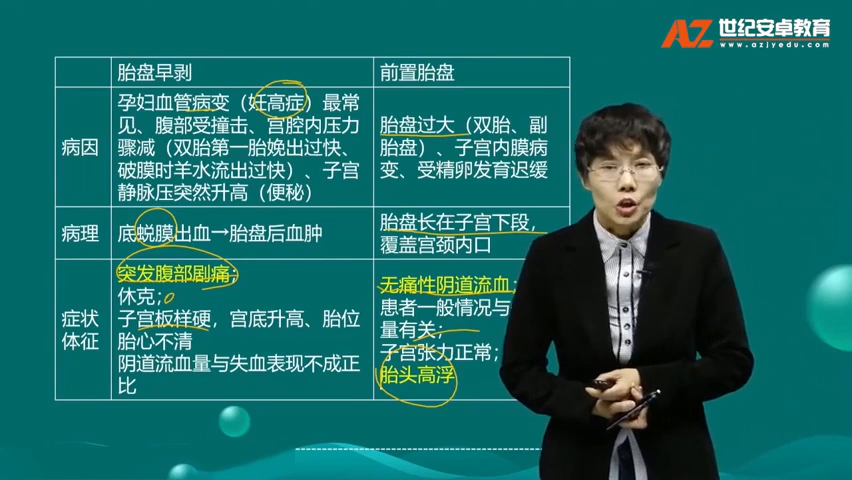 AZ 世纪安卓教育
www.azjyedu.com
胎盘早剥
前置胎盘
病因
孕妇血管病变（妊高症）最常
见、腹部受撞击、宫腔内压力
骤减（双胎第一胎娩出过快、
破膜时羊水流出过快）、子宫
静脉压突然升高（便秘）
胎盘过大（双胎、副
胎盘）、子宫内膜病
变、受精卵发育迟缓
病理
底蜕膜出血→胎盘后血肿
胎盘长在子宫下段，
覆盖宫颈内口
症状
体征
突发腹部剧痛；
休克；
子宫板样硬，宫底升高、胎位
胎心不清
阴道流血量与失血表现不成正
比
无痛性阴道流血；
患者一般情况与
量有关；
子宫张力正常；
胎头高浮